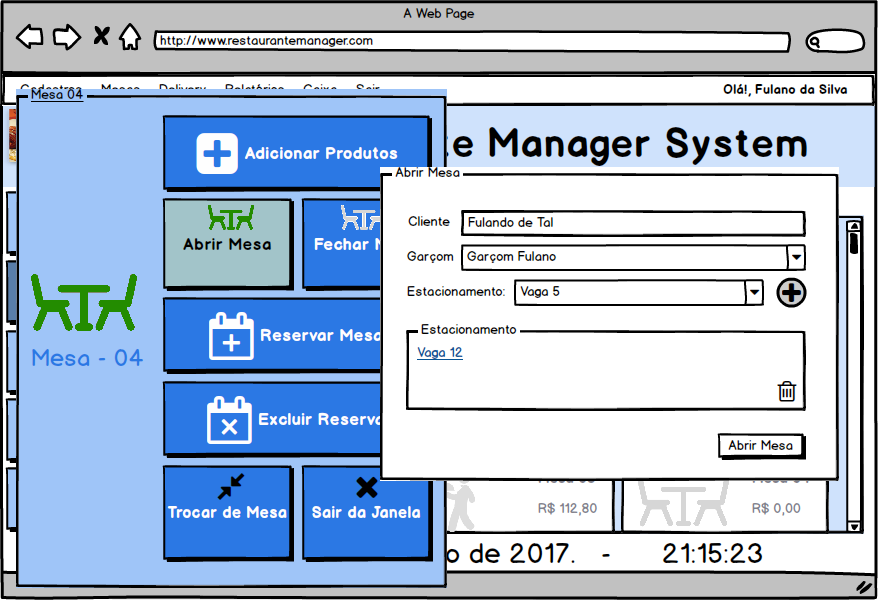 A Web Page
http://www.restaurantemanager.com
Cadastros Mesas Delivery Relatórios Caixa Sair
Olá!, Fulano da Silva
Mesa 04
e Manager System
Adicionar Produtos
Abrir Mesa
Cliente
Fulando de Tal
Abrir Mesa
Fechar M
Garçom
Garçom Fulano
Estacionamento:
Vaga 5
Estacionamento
Reservar Mesa
Vaga 12
Mesa - 04
Excluir Reserva
Abrir Mesa
Trocar de Mesa
Sair da Janela
R$ 112,80
R$ 0,00
o de 2017. - 21:15:23